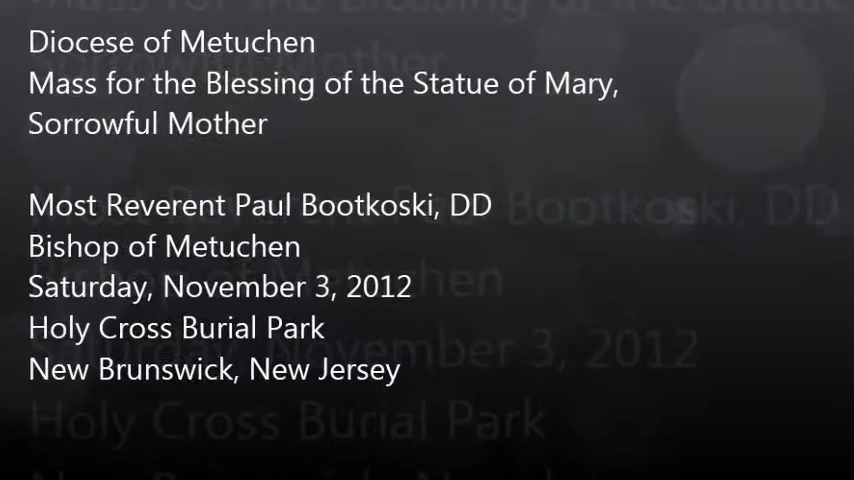 Diocese of Metuchen
Mass for the Blessing of the Statue of Mary,
Sorrowful Mother
Most Reverent Paul Bootkoski, DD
Bishop of Metuchen
Saturday, November 3, 2012
Holy Cross Burial Park
New Brunswick, New Jersey